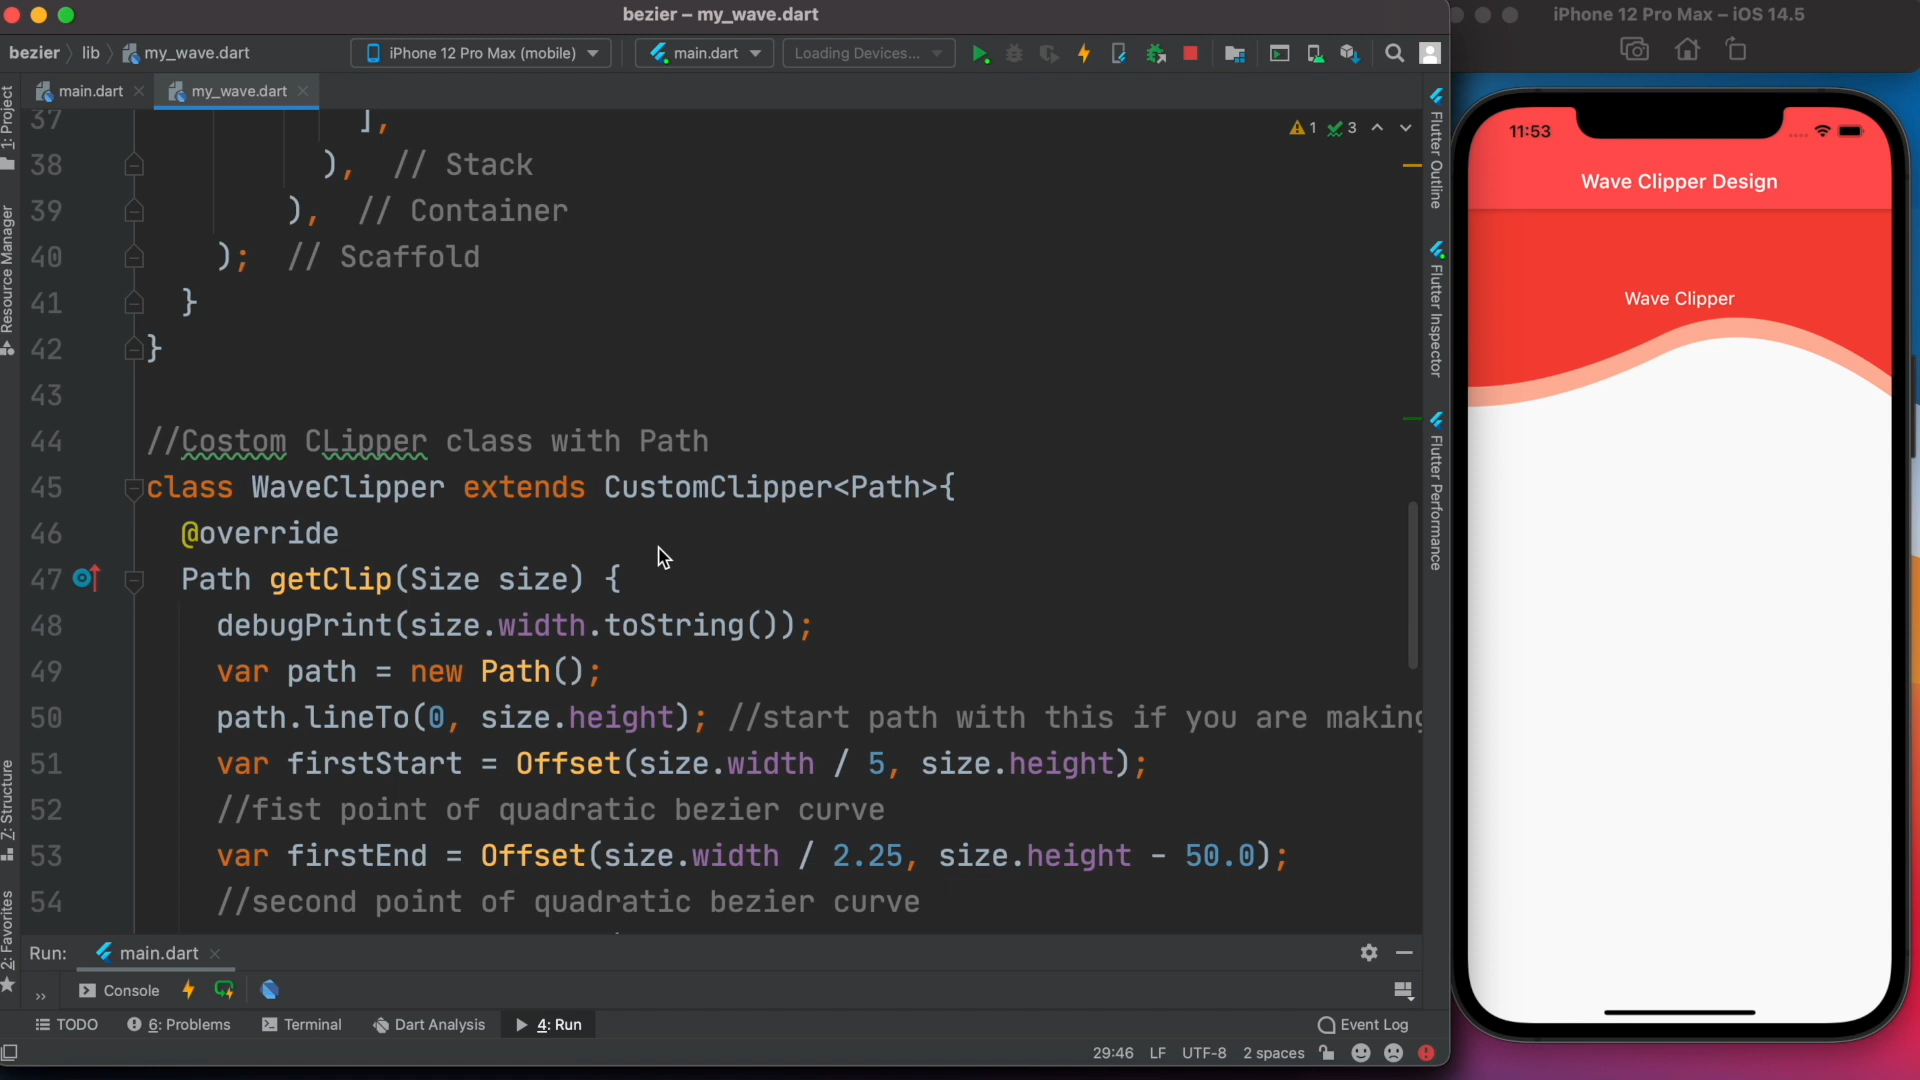 bezier – my_wave.dart
iPhone 12 Pro Max – iOS 14.5
bezier lib my_wave.dart
iPhone 12 Pro Max (mobile) main.dart Loading Devices...
main.dart my_wave.dart
1: Project
Resource Manager
Z: Structure
2: Favorites
37 ],
38 ), // Stack
39 ), // Container
40 ); // Scaffold
41 }
42 }
43
44 //Costom CLipper class with Path
45 class WaveClipper extends CustomClipper<Path>{
46 @override
47 Path getClip(Size size) {
48 debugPrint(size.width.toString());
49 var path = new Path();
50 path.lineTo(0, size.height); //start path with this if you are making
51 var firstStart = Offset(size.width / 5, size.height);
52 //fist point of quadratic bezier curve
53 var firstEnd = Offset(size.width / 2.25, size.height - 50.0);
54 //second point of quadratic bezier curve
1 3
Flutter Outline
Flutter Inspector
Flutter Performance
Run: main.dart
Console
TODO 6: Problems Terminal Dart Analysis 4: Run Event Log
29:46 LF UTF-8 2 spaces
11:53
Wave Clipper Design
Wave Clipper